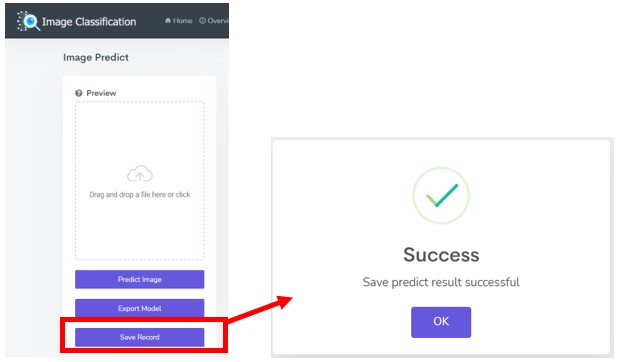 Image Classification
Home
Image Predict
Preview
Drag and drop a file here or click
Predict Image
Export Model
Save Record
Success
Save predict result successful
OK